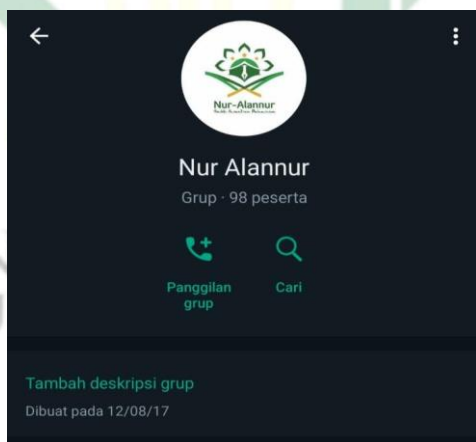 Nur-Alannur
Nur Alannur
Grup · 98 peserta
Panggilan
grup
Cari
Tambah deskripsi grup
Dibuat pada 12/08/17